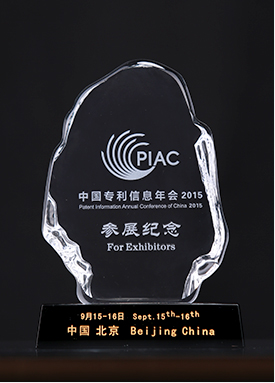 PIAC
中国专利信息年会 2015
Patent Information Annual Conference of China 2015
参展纪念
For Exhibitors
9月15-16日 Sept.15th-16th
中国 北京 Beijing China